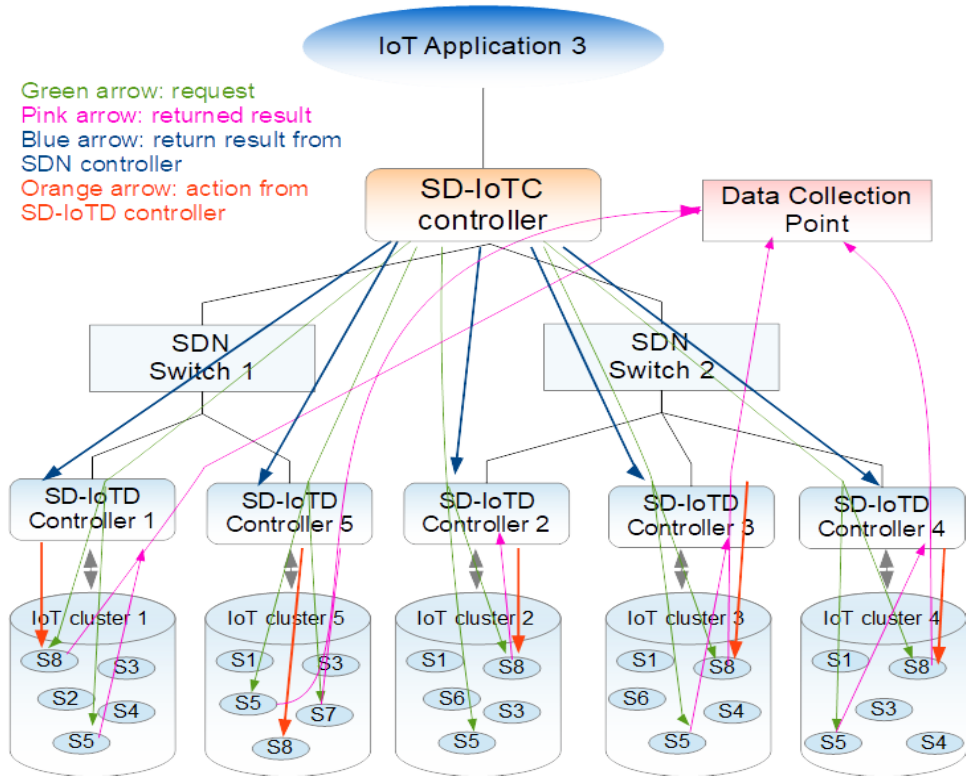 IoT Application 3
Green arrow: request
Pink arrow: returned result
Blue arrow: return result from
SDN controller
Orange arrow: action from
SD-IoTD controller
SD-IoTC
controller
Data Collection
Point
SDN
Switch 1
SDN
Switch 2
SD-IoTD
Controller 1
SD-IoTD
Controller 5
SD-IoTD
Controller 2
SD-IoTD
Controller 3
SD-IoTD
Controller 4
IoT cluster 1
S8
S3
S2
S4
S5
IoT cluster 5
S1
S3
S5
S7
S8
IoT cluster 2
S1
S8
S6
S3
S5
IoT cluster 3
S1
S8
S6
S4
S5
IoT cluster 4
S1
S8
S3
S5
S4